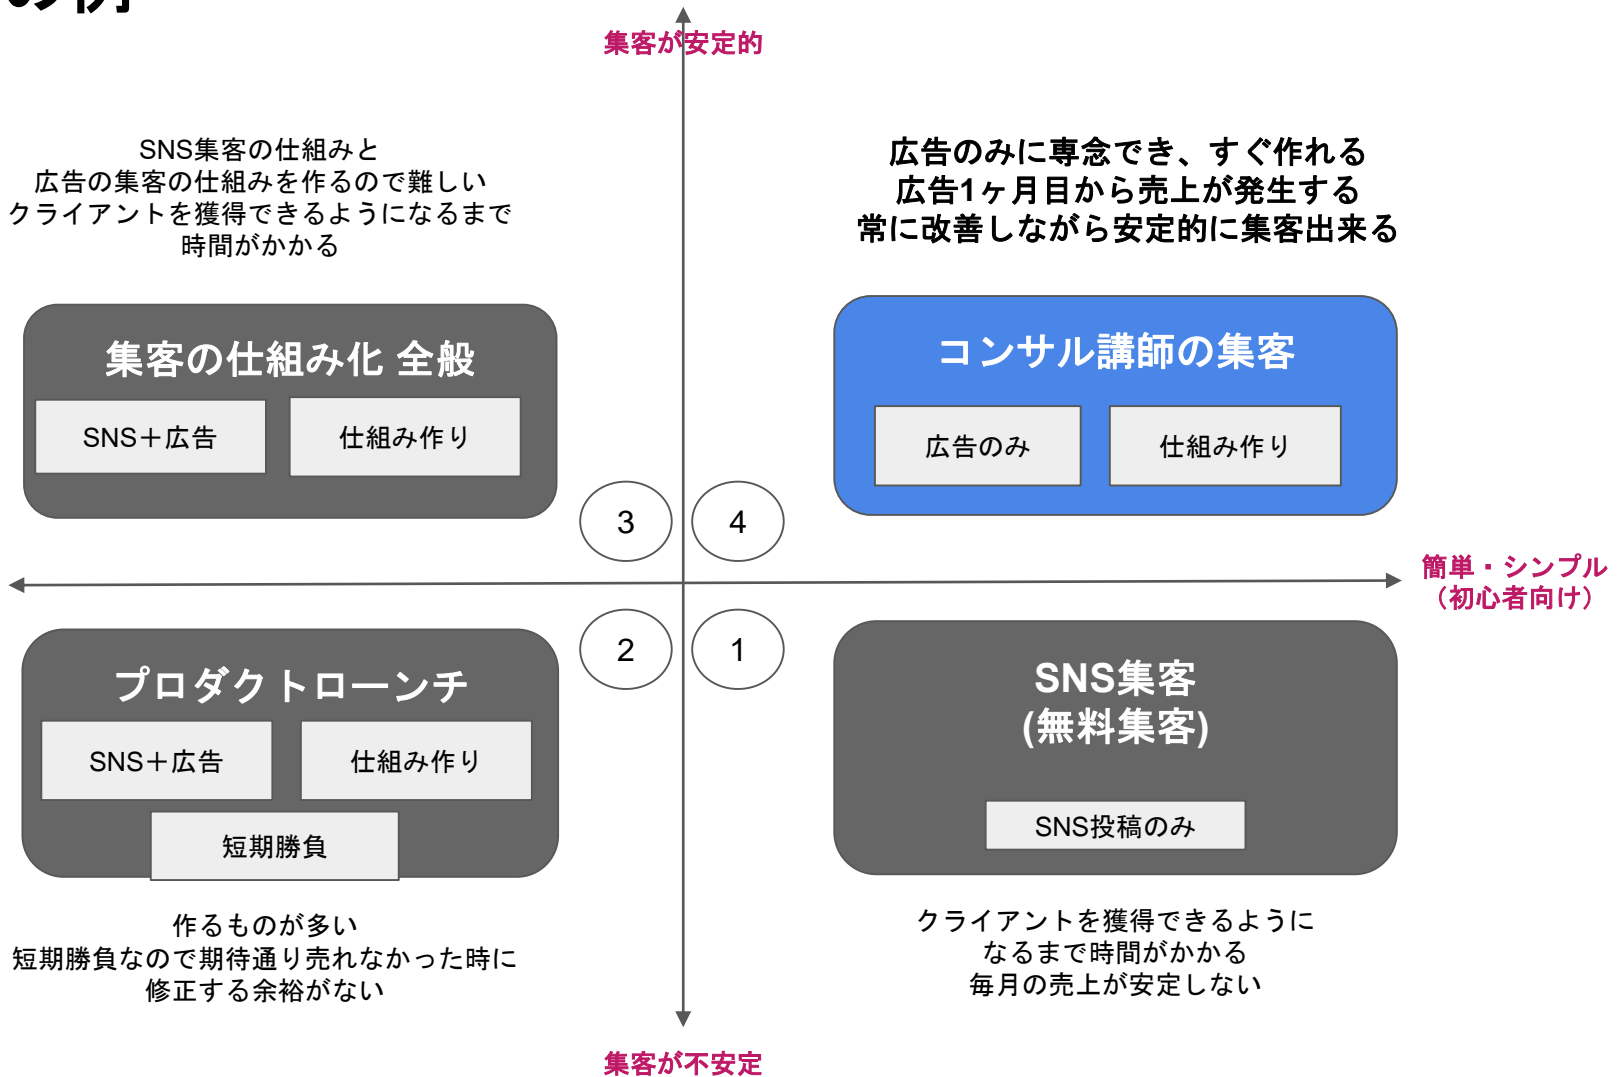 の例
集客が安定的
SNS集客の仕組みと
広告の集客の仕組みを作るので難しい
クライアントを獲得できるようになるまで
時間がかかる
広告のみに専念でき、すぐ作れる
広告1ヶ月目から売上が発生する
常に改善しながら安定的に集客出来る
集客の仕組み化 全般
SNS＋広告
仕組み作り
コンサル講師の集客
広告のみ
仕組み作り
3
4
簡単・シンプル
（初心者向け）
2
1
プロダクトローンチ
SNS＋広告
仕組み作り
短期勝負
SNS集客
(無料集客)
SNS投稿のみ
作るものが多い
短期勝負なので期待通り売れなかった時に
修正する余裕がない
クライアントを獲得できるように
なるまで時間がかかる
毎月の売上が安定しない
集客が不安定